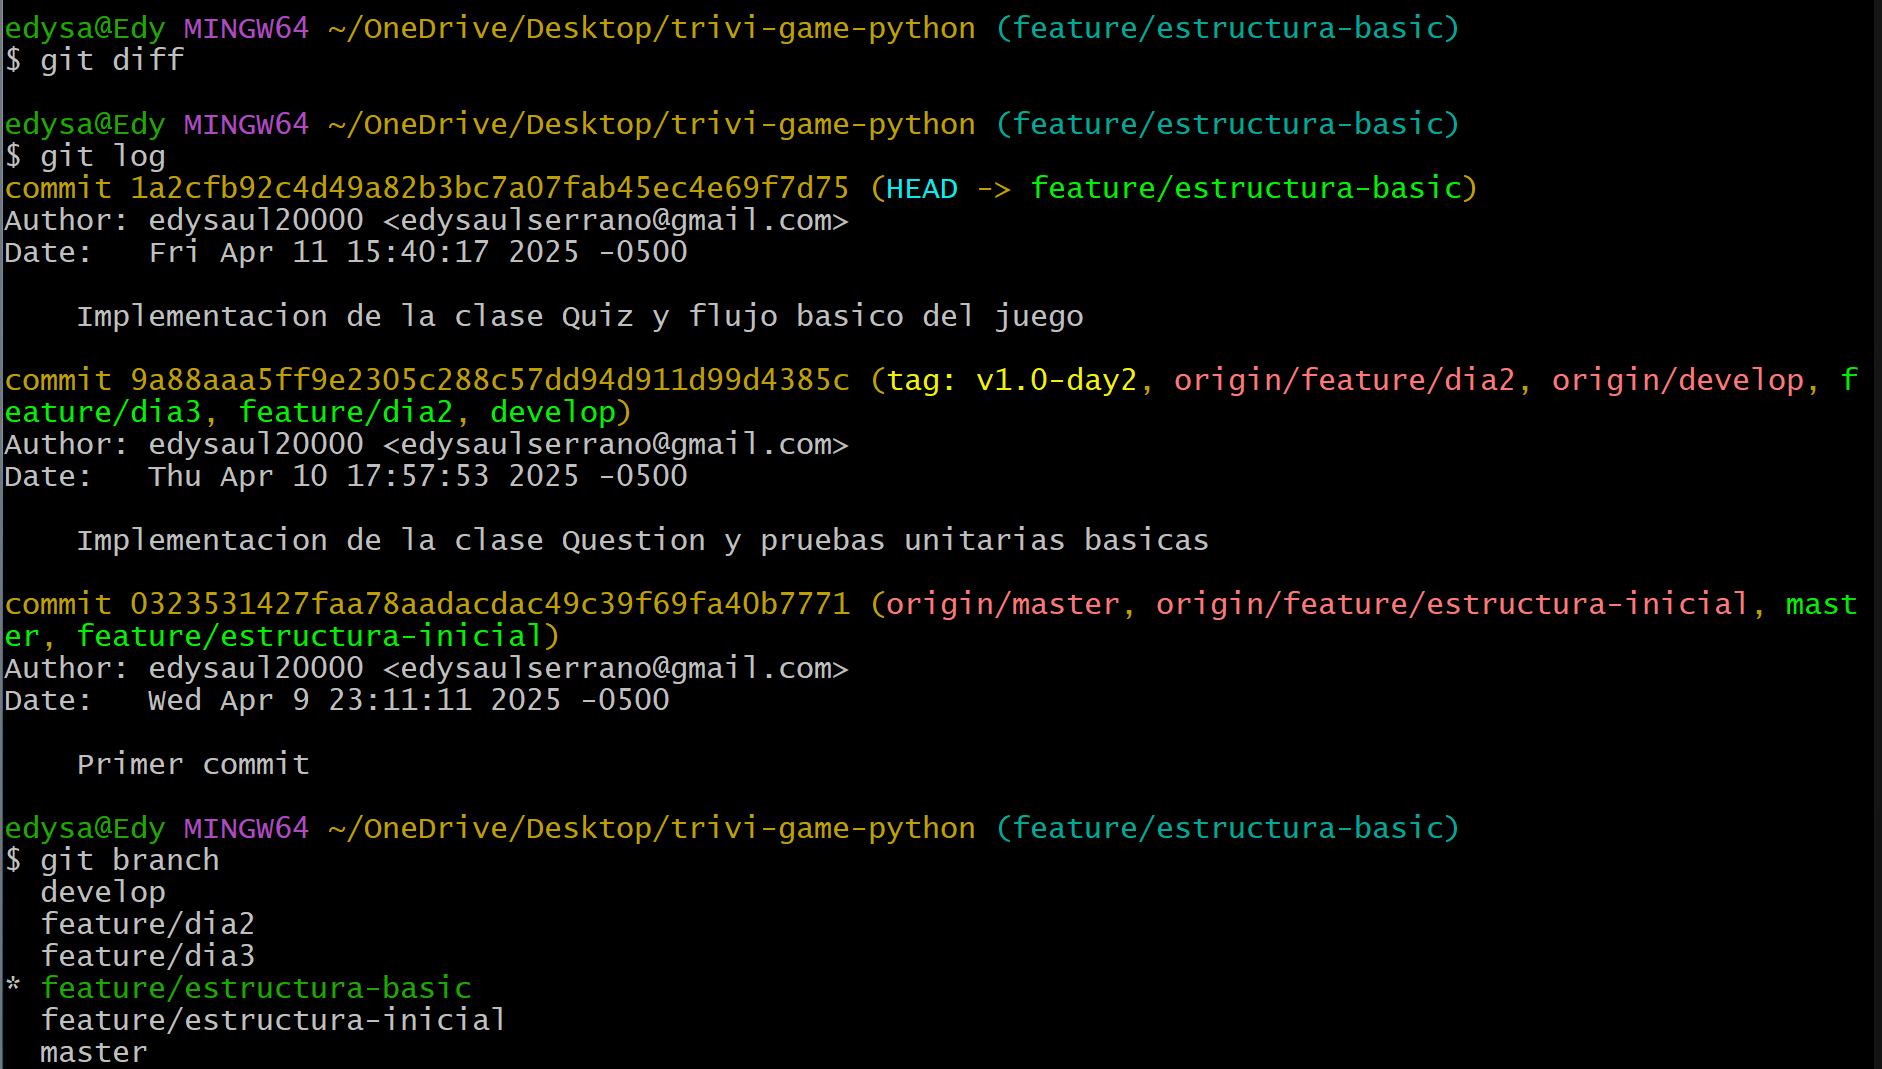 edysa@Edy MINGW64 ~/OneDrive/Desktop/trivi-game-python (feature/estructura-basic)
$ git diff
edysa@Edy MINGW64 ~/OneDrive/Desktop/trivi-game-python (feature/estructura-basic)
$ git log
commit 1a2cfb92c4d49a82b3bc7a07fab45ec4e69f7d75 (HEAD -> feature/estructura-basic)
Author: edysaul20000 <edysaulserrano@gmail.com>
Date:   Fri Apr 11 15:40:17 2025 -0500
    Implementacion de la clase Quiz y flujo basico del juego
commit 9a88aaa5ff9e2305c288c57dd94d911d99d4385c (tag: v1.0-day2, origin/feature/dia2, origin/develop, f
eature/dia3, feature/dia2, develop)
Author: edysaul20000 <edysaulserrano@gmail.com>
Date:   Thu Apr 10 17:57:53 2025 -0500
    Implementacion de la clase Question y pruebas unitarias basicas
commit 0323531427faa78aadacdac49c39f69fa40b7771 (origin/master, origin/feature/estructura-inicial, mast
er, feature/estructura-inicial)
Author: edysaul20000 <edysaulserrano@gmail.com>
Date:   Wed Apr 9 23:11:11 2025 -0500
    Primer commit
edysa@Edy MINGW64 ~/OneDrive/Desktop/trivi-game-python (feature/estructura-basic)
$ git branch
  develop
  feature/dia2
  feature/dia3
* feature/estructura-basic
  feature/estructura-inicial
  master